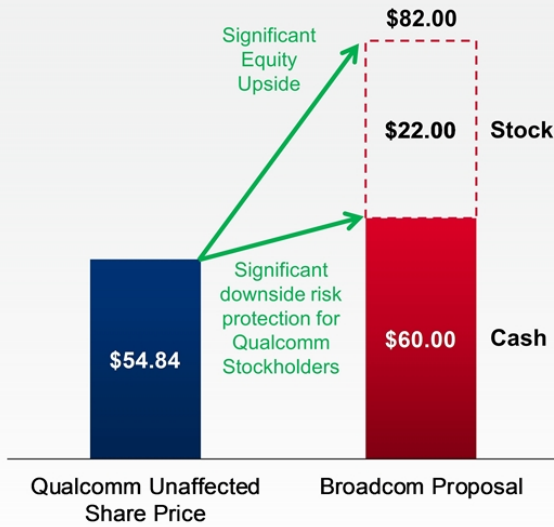 $82.00
Significant
Equity
Upside
$22.00
Stock
Significant
downside risk
protection for
Qualcomm
Stockholders
$54.84
$60.00
Cash
Qualcomm Unaffected
Share Price
Broadcom Proposal